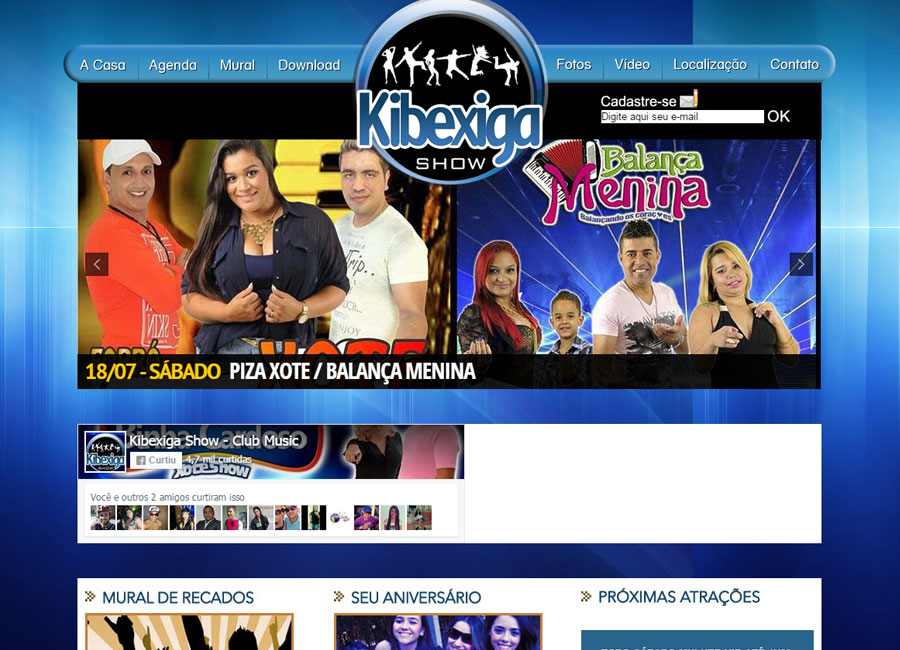 A Casa
Agenda
Mural
Download
Fotos
Vídeo
Localização
Contato
Kibexiga
SHOW
Cadastre-se
Digite aqui seu e-mail OK
Balança
Menina
Balançando os corações
18/07 - SÁBADO PIZA XOTE / BALANÇA MENINA
Kibexiga Show - Club Music
Curtiu 4,7 mil curtidas
Você e outros 2 amigos curtiram isso
MURAL DE RECADOS
SEU ANIVERSÁRIO
PRÓXIMAS ATRAÇÕES